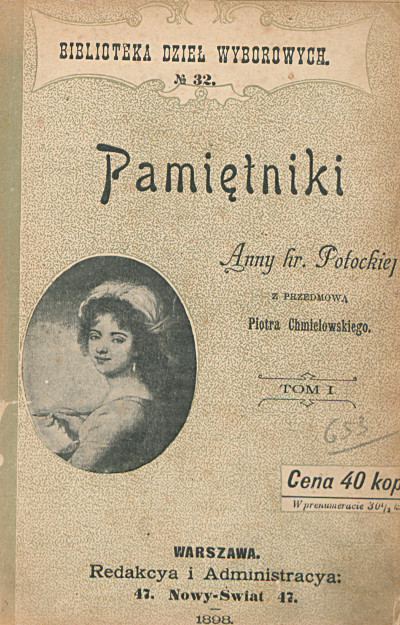 BIBLIOTEKA DZIEŁ WYBOROWYCH.
№ 32.
Pamiętniki
Anny hr. Potockiej
Z PRZEDMOWĄ
Piotra Chmielowskiego.
TOM I.
653
Cena 40 kop
W prenumeracie 30½ k
WARSZAWA.
Redakcya i Administracya:
47. Nowy-Świat 47.
1898.